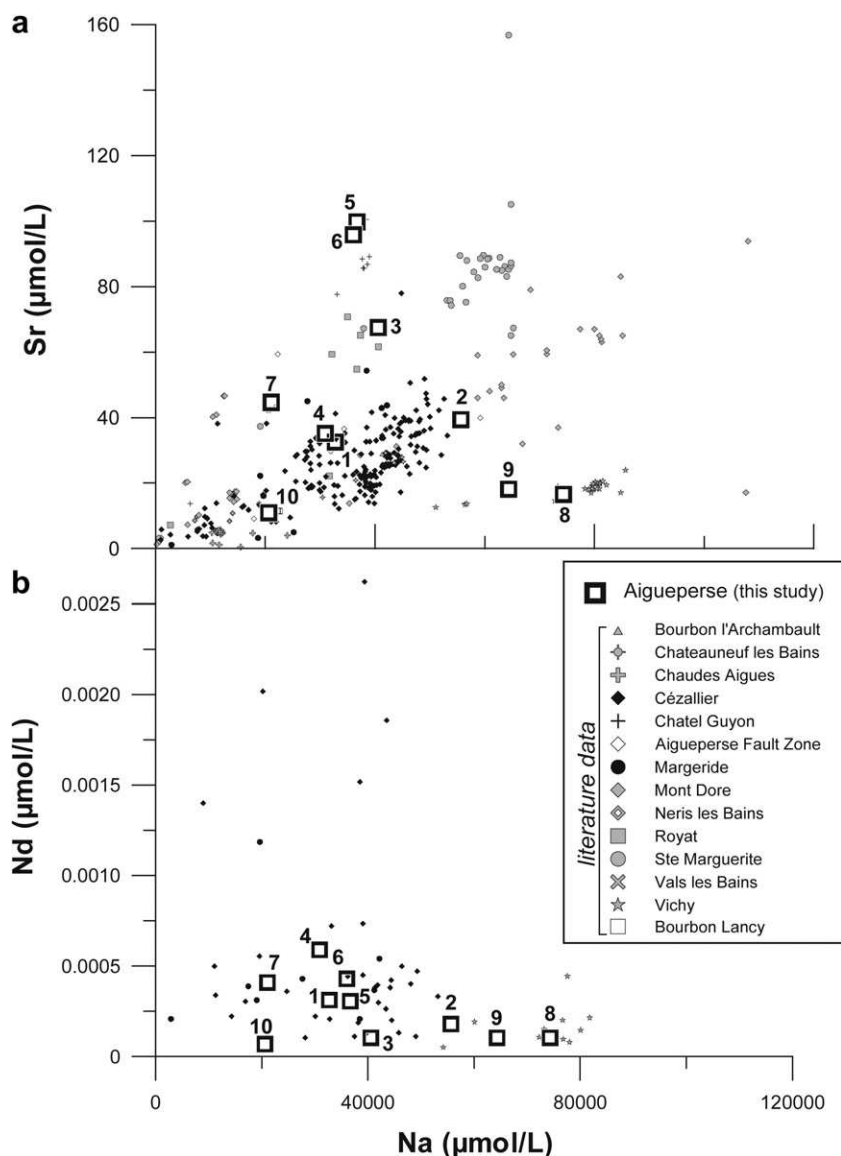 a
160
120
80
40
0
Sr (µmol/L)
5
6
3
7
4
1
2
9
8
10
b
0.0025
0.0020
0.0015
0.0010
0.0005
0
Nd (µmol/L)
4
7
6
1
5
10
3
2
9
8
0 40000 80000 120000
Na (µmol/L)
Aigueperse (this study)
literature data
Bourbon l'Archambault
Chateauneuf les Bains
Chaudes Aigues
Cézallier
Chatel Guyon
Aigueperse Fault Zone
Margeride
Mont Dore
Neris les Bains
Royat
Ste Marguerite
Vals les Bains
Vichy
Bourbon Lancy